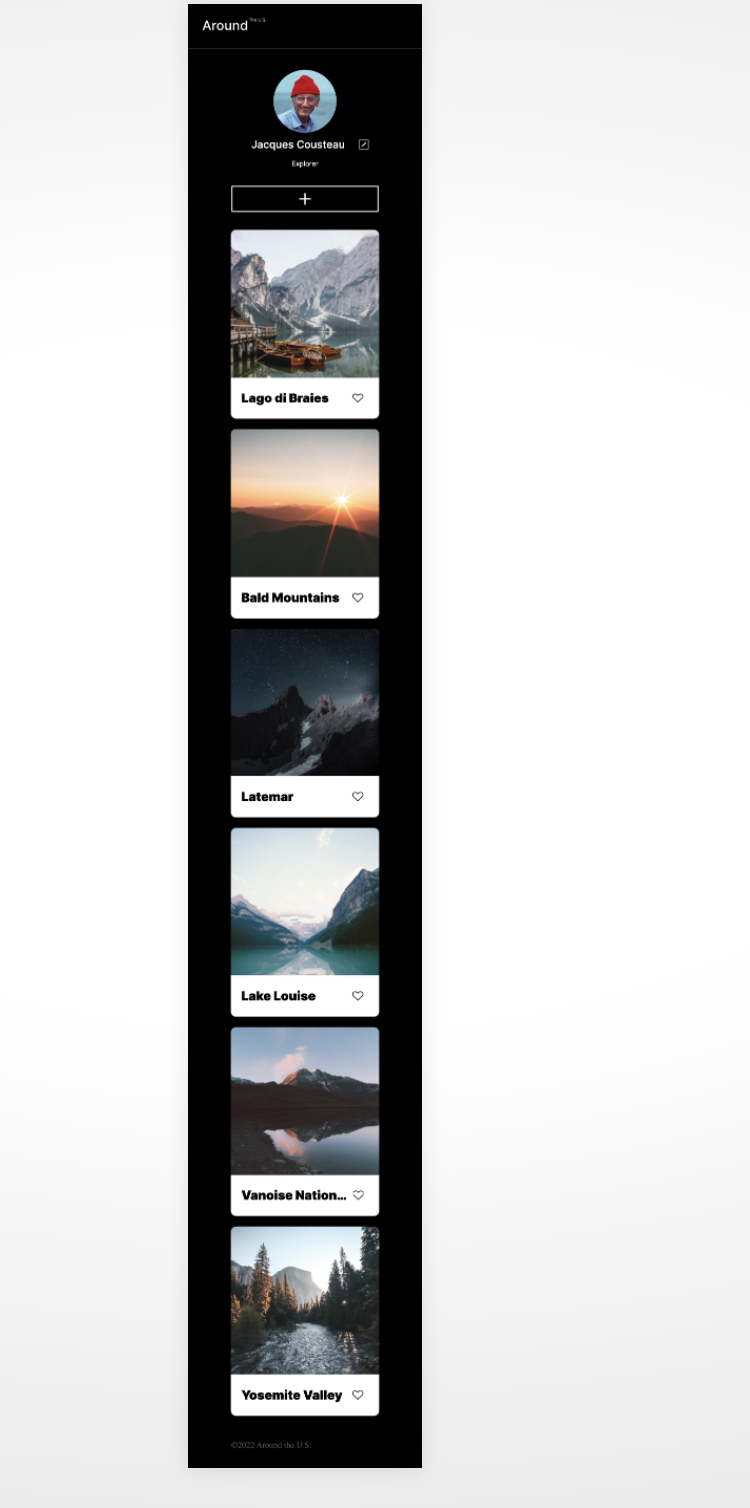 Around The U.S.
Jacques Cousteau
Explorer
Lago di Braies
Bald Mountains
Latemar
Lake Louise
Vanoise Nation...
Yosemite Valley
©2022 Around the U.S.